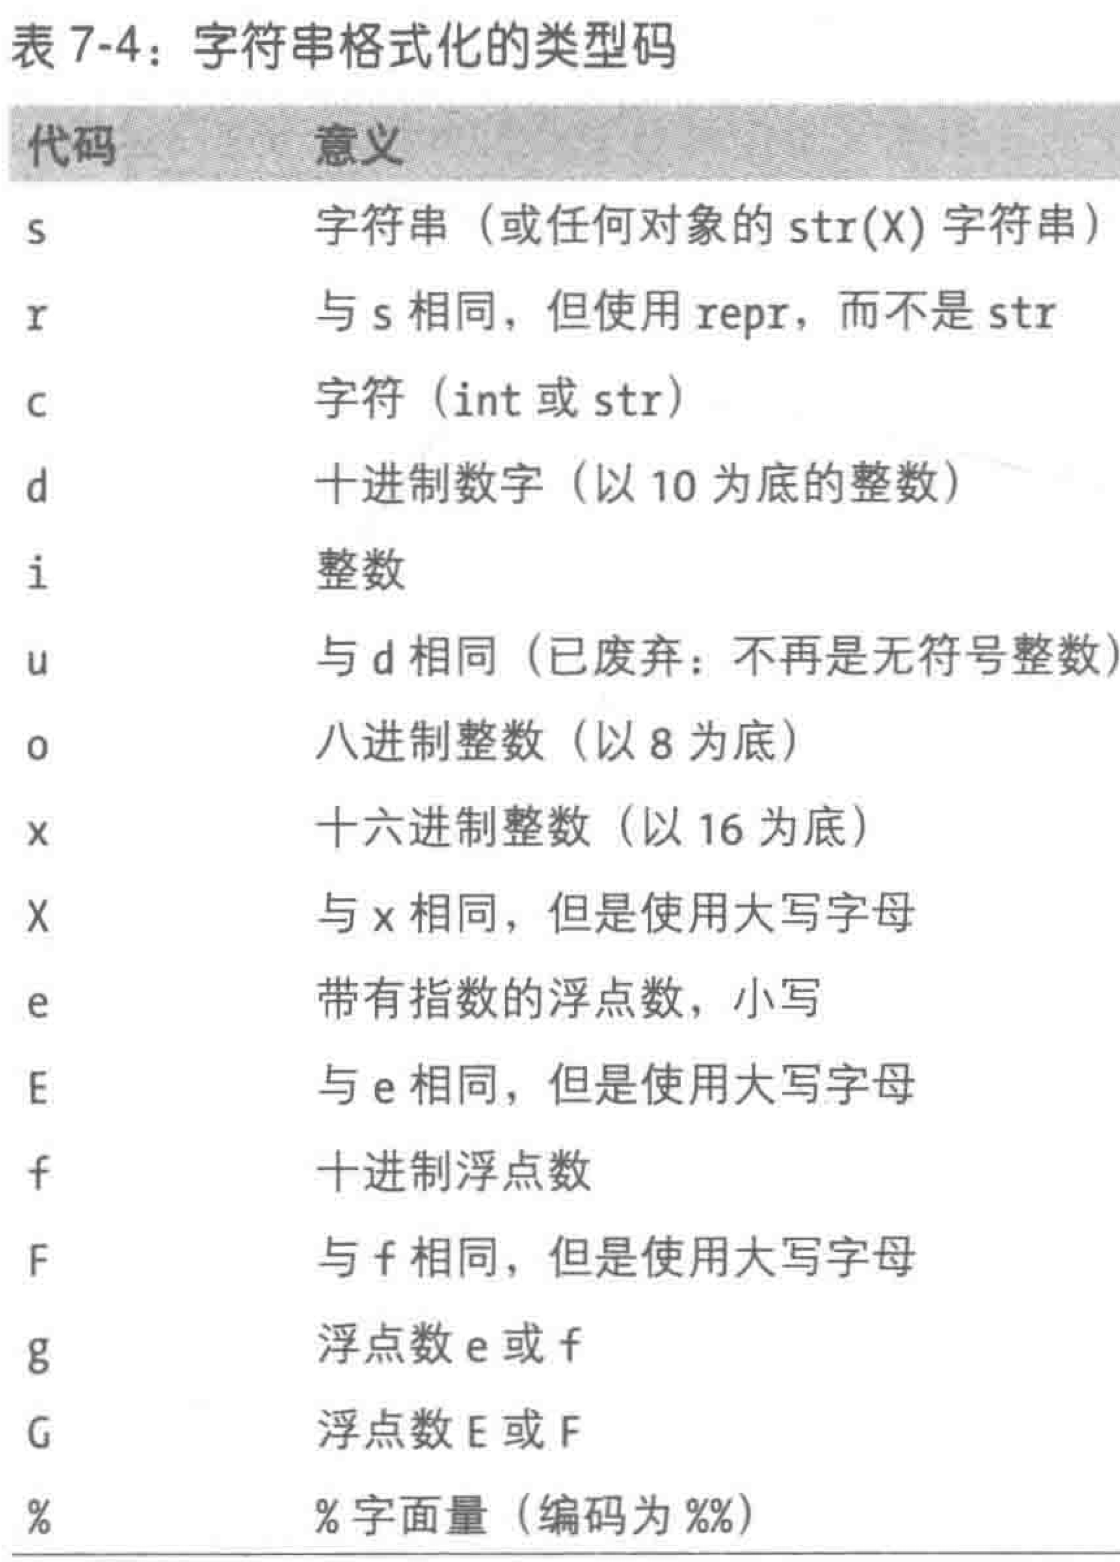 表 7-4：字符串格式化的类型码
代码 意义
s 字符串（或任何对象的 str(X) 字符串）
r 与 s 相同，但使用 repr，而不是 str
c 字符（int 或 str）
d 十进制数字（以 10 为底的整数）
i 整数
u 与 d 相同（已废弃：不再是无符号整数）
o 八进制整数（以 8 为底）
x 十六进制整数（以 16 为底）
X 与 x 相同，但是使用大写字母
e 带有指数的浮点数，小写
E 与 e 相同，但是使用大写字母
f 十进制浮点数
F 与 f 相同，但是使用大写字母
g 浮点数 e 或 f
G 浮点数 E 或 F
% % 字面量（编码为 %%）